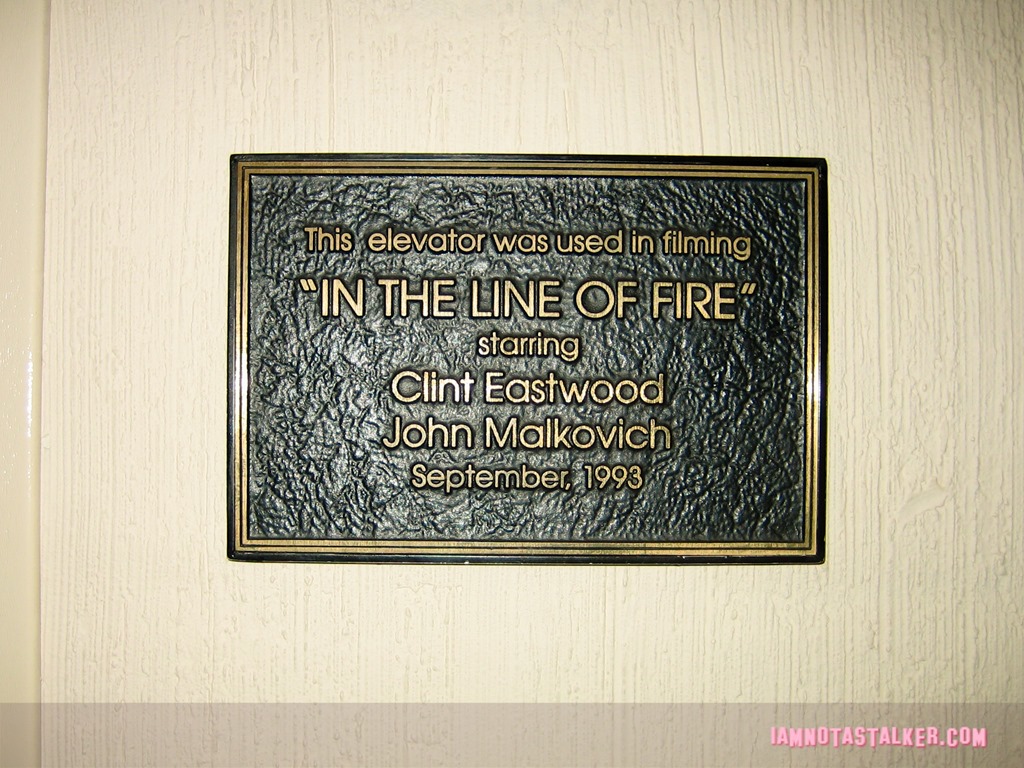 This elevator was used in filming
"IN THE LINE OF FIRE"
starring
Clint Eastwood
John Malkovich
September, 1993
IAMNOTASTALKER.COM